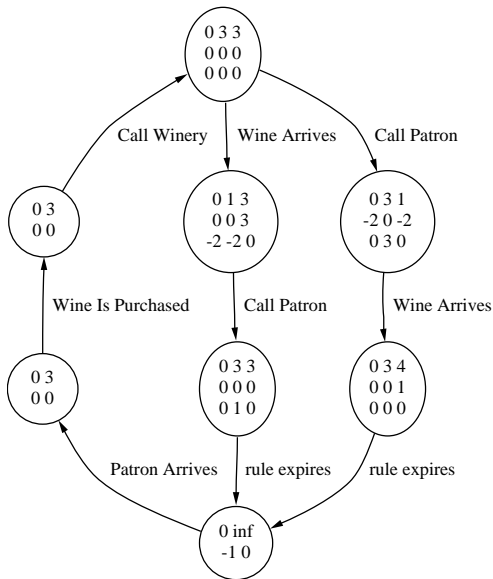 0 3 3
0 0 0
0 0 0
Call Winery
Wine Arrives
Call Patron
0 3
0 0
0 1 3
0 0 3
-2 -2 0
0 3 1
-2 0 -2
0 3 0
Wine Is Purchased
Call Patron
Wine Arrives
0 3
0 0
0 3 3
0 0 0
0 1 0
0 3 4
0 0 1
0 0 0
Patron Arrives
rule expires
rule expires
0 inf
-1 0